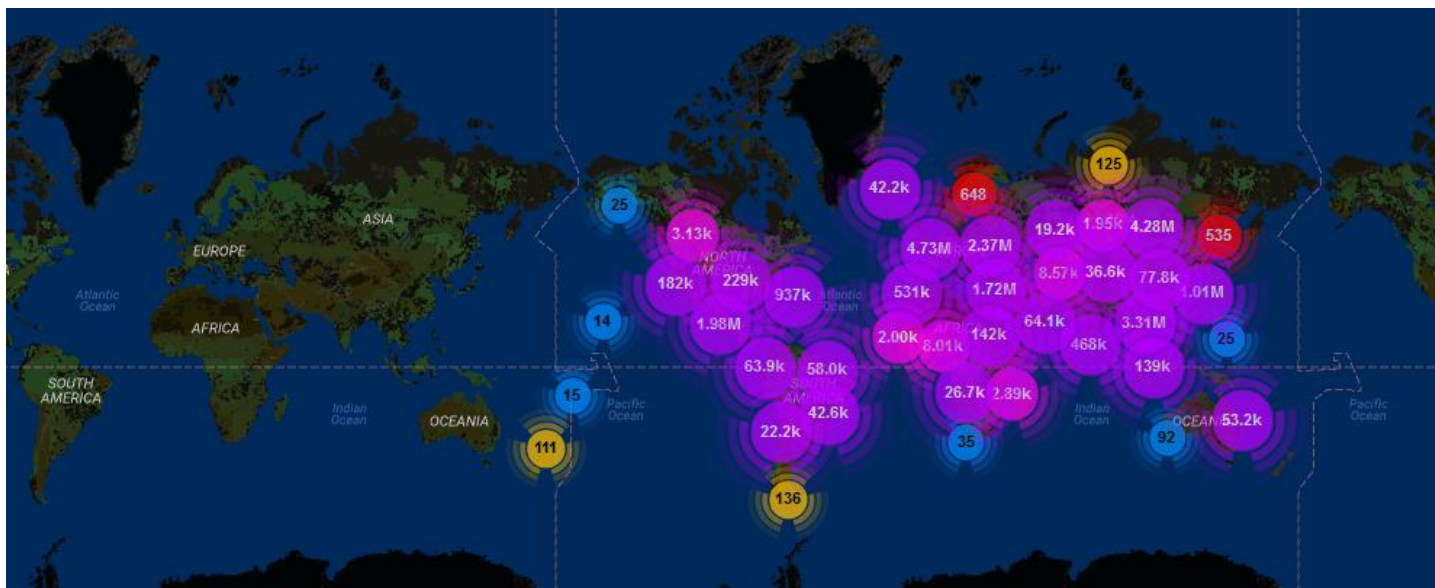 125
42.2k
648
25
ASIA
3.13k
19.2k
1.95k
4.28M
535
EUROPE
4.73M
2.37M
NORTH
AMERICA
8.57k
36.6k
77.8k
182k
229k
937k
531k
1.72M
1.01M
Atlantic
Ocean
Atlantic
Ocean
14
1.98M
64.1k
3.31M
AFRICA
2.00k
8.01k
142k
468k
25
63.9k
58.0k
139k
SOUTH
AMERICA
15
SOUTH
AMERICA
26.7k
2.89k
Indian
Ocean
Pacific
Ocean
Indian
Ocean
Pacific
Ocean
42.6k
OCEANIA
53.2k
22.2k
111
35
92
136